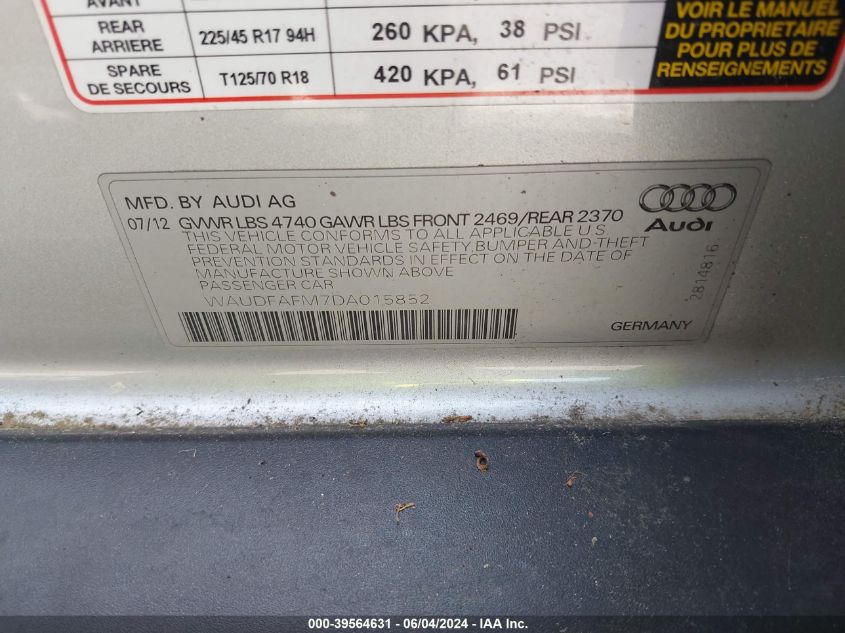 AVANT
REAR
ARRIERE
225/45 R17 94H
260 KPA, 38 PSI
SPARE
DE SECOURS
T125/70 R18
420 KPA, 61 PSI
VOIR LE MANUEL
DU PROPRIETAIRE
POUR PLUS DE
RENSEIGNEMENTS
MFD. BY AUDI AG
07/12 GVWR LBS 4740 GAWR LBS FRONT 2469/REAR 2370
THIS VEHICLE CONFORMS TO ALL APPLICABLE U.S.
FEDERAL MOTOR VEHICLE SAFETY,BUMPER AND THEFT
PREVENTION STANDARDS IN EFFECT ON THE DATE OF
MANUFACTURE SHOWN ABOVE
PASSENGER CAR
WAUDFAFM7DA015852
Audi
2814816
GERMANY
000-39564631 - 06/04/2024 - IAA Inc.